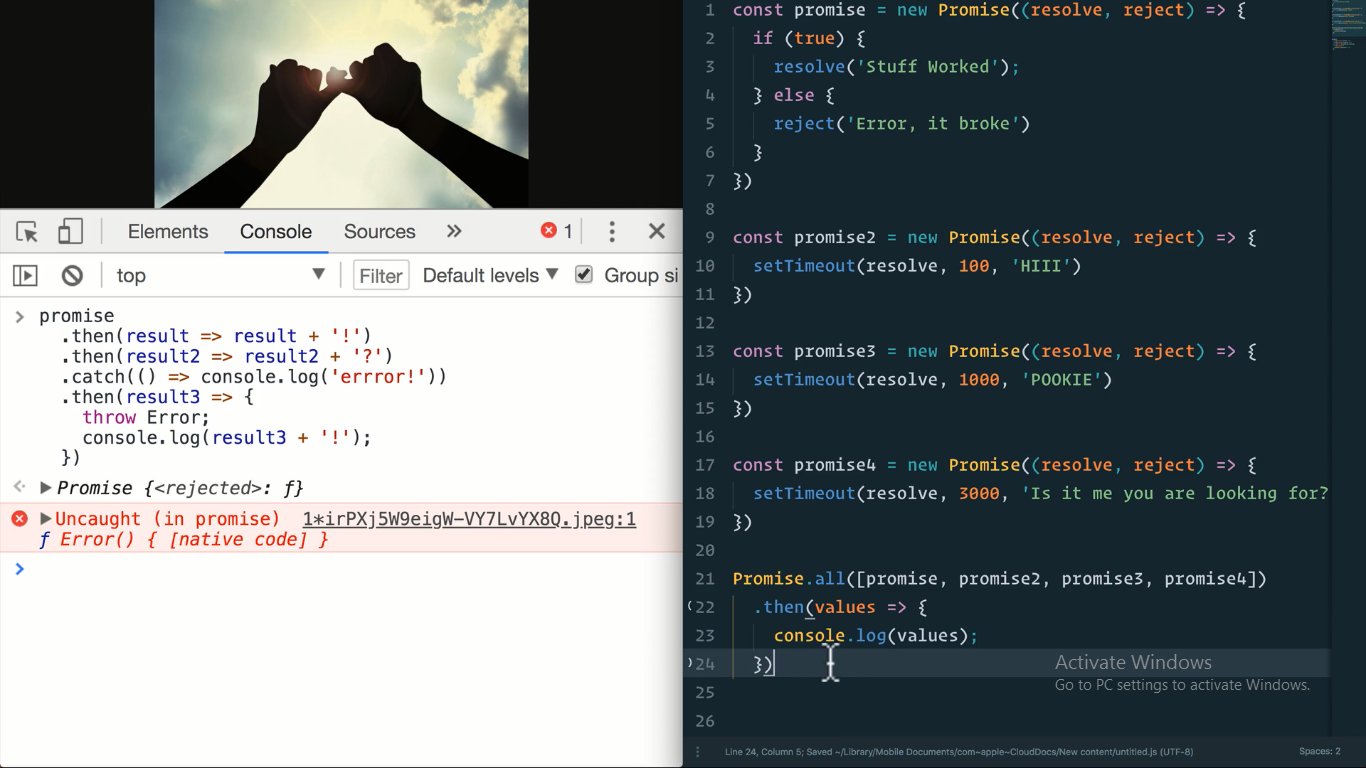 Elements Console Sources » 1
top Filter Default levels Group si
promise
.then(result => result + '!')
.then(result2 => result2 + '?')
.catch(() => console.log('errror!'))
.then(result3 => {
throw Error;
console.log(result3 + '!');
})
Promise {<rejected>: ƒ}
Uncaught (in promise) 1*irPXj5W9eigW-VY7LvYX8Q.jpeg:1
ƒ Error() { [native code] }
1 const promise = new Promise((resolve, reject) => {
2 if (true) {
3 resolve('Stuff Worked');
4 } else {
5 reject('Error, it broke')
6 }
7 })
8
9 const promise2 = new Promise((resolve, reject) => {
10 setTimeout(resolve, 100, 'HIII')
11 })
12
13 const promise3 = new Promise((resolve, reject) => {
14 setTimeout(resolve, 1000, 'POOKIE')
15 })
16
17 const promise4 = new Promise((resolve, reject) => {
18 setTimeout(resolve, 3000, 'Is it me you are looking for?
19 })
20
21 Promise.all([promise, promise2, promise3, promise4])
22 .then(values => {
23 console.log(values);
24 })
25
26
Activate Windows
Go to PC settings to activate Windows.
Line 24, Column 5; Saved ~/Library/Mobile Documents/com~apple~CloudDocs/New content/untitled.js (UTF-8) Spaces: 2